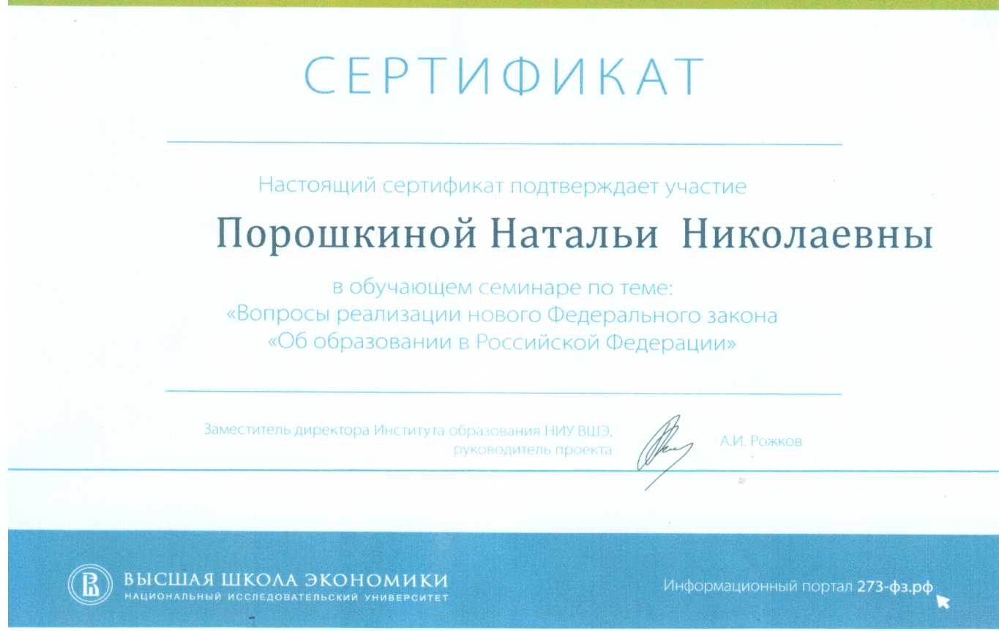 СЕРТИФИКАТ
Настоящий сертификат подтверждает участие
Порошкиной Натальи Николаевны
в обучающем семинаре по теме:
«Вопросы реализации нового Федерального закона
«Об образовании в Российской Федерации»
Заместитель директора Института образования НИУ ВШЭ,
руководитель проекта
А.И. Рожков
ВЫСШАЯ ШКОЛА ЭКОНОМИКИ
НАЦИОНАЛЬНЫЙ ИССЛЕДОВАТЕЛЬСКИЙ УНИВЕРСИТЕТ
Информационный портал 273-фз.рф